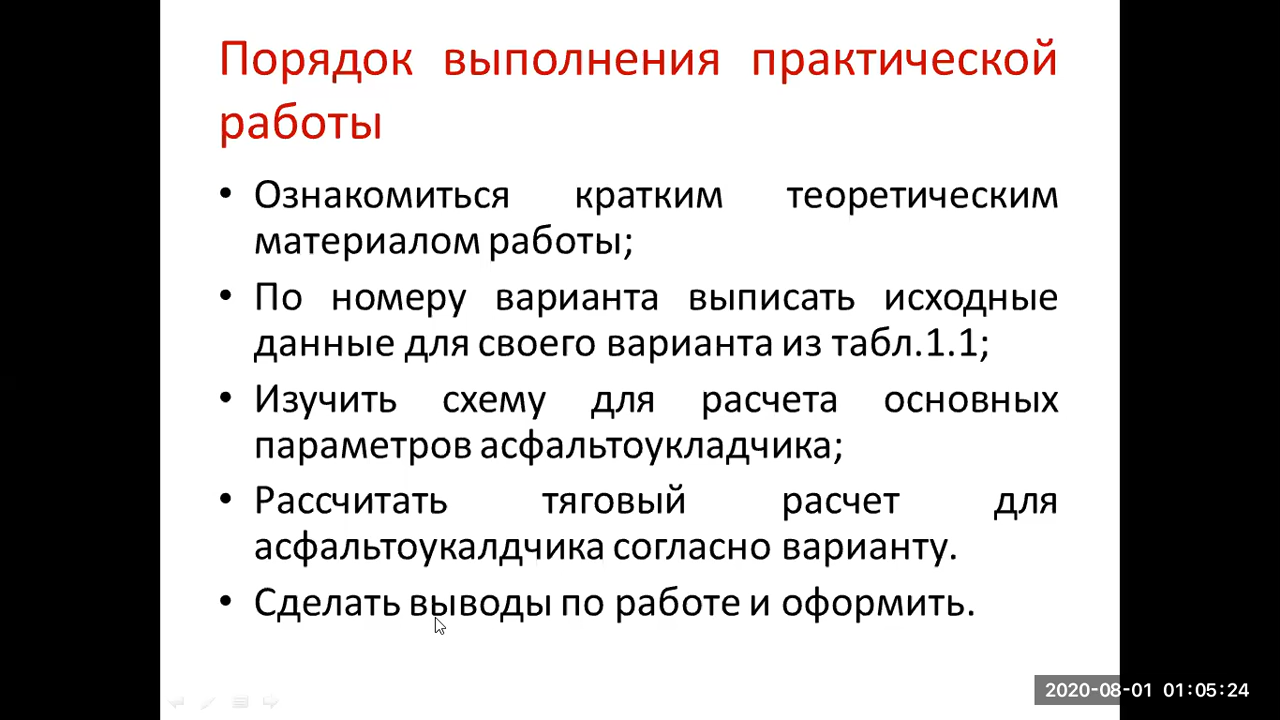 Порядок выполнения практической
работы
• Ознакомиться кратким теоретическим
материалом работы;
• По номеру варианта выписать исходные
данные для своего варианта из табл.1.1;
• Изучить схему для расчета основных
параметров асфальтоукладчика;
• Рассчитать тяговый расчет для
асфальтоукалдчика согласно варианту.
• Сделать выводы по работе и оформить.
2020-08-01 01:05:24